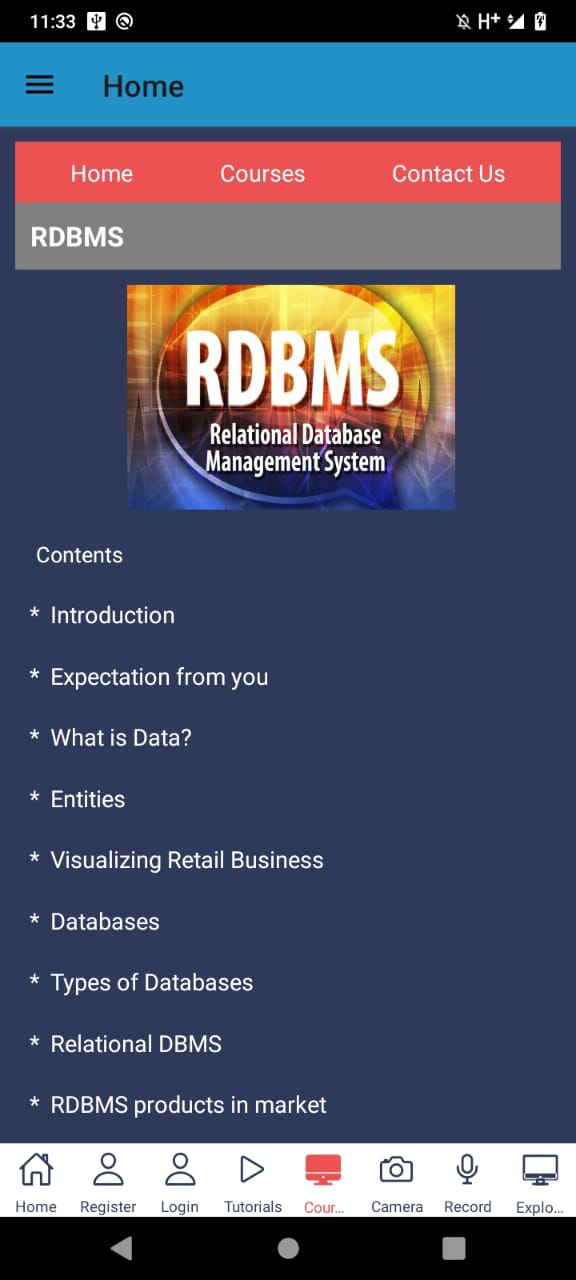 11:33 H+
Home
Home Courses Contact Us
RDBMS
RDBMS
Relational Database
Management System
Contents
* Introduction
* Expectation from you
* What is Data?
* Entities
* Visualizing Retail Business
* Databases
* Types of Databases
* Relational DBMS
* RDBMS products in market
Home Register Login Tutorials Cour... Camera Record Explo...